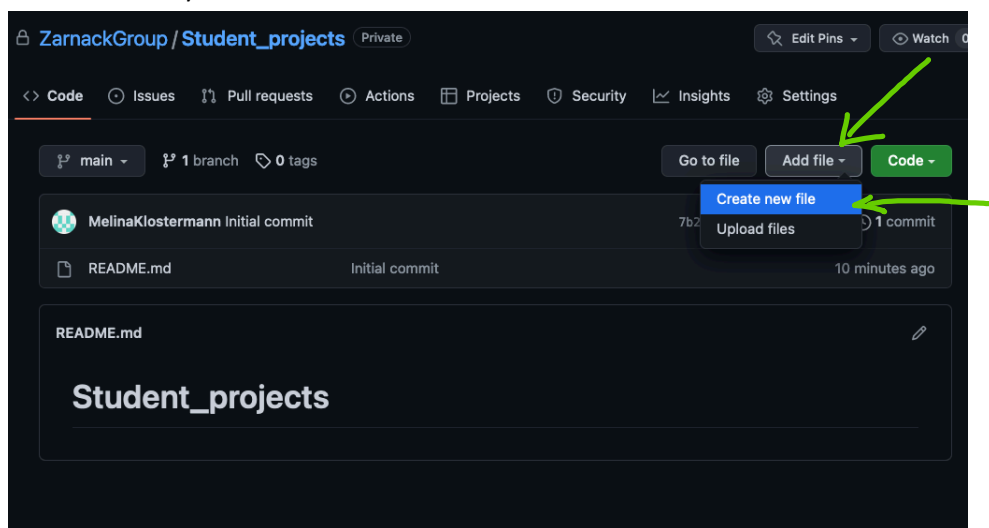 ZarnackGroup / Student_projects Private Edit Pins Watch
<> Code Issues Pull requests Actions Projects Security Insights Settings
main 1 branch 0 tags Go to file Add file Code
Create new file
MelinaKlostermann Initial commit 7b2 1 commit
Upload files
README.md Initial commit 10 minutes ago
README.md
Student_projects